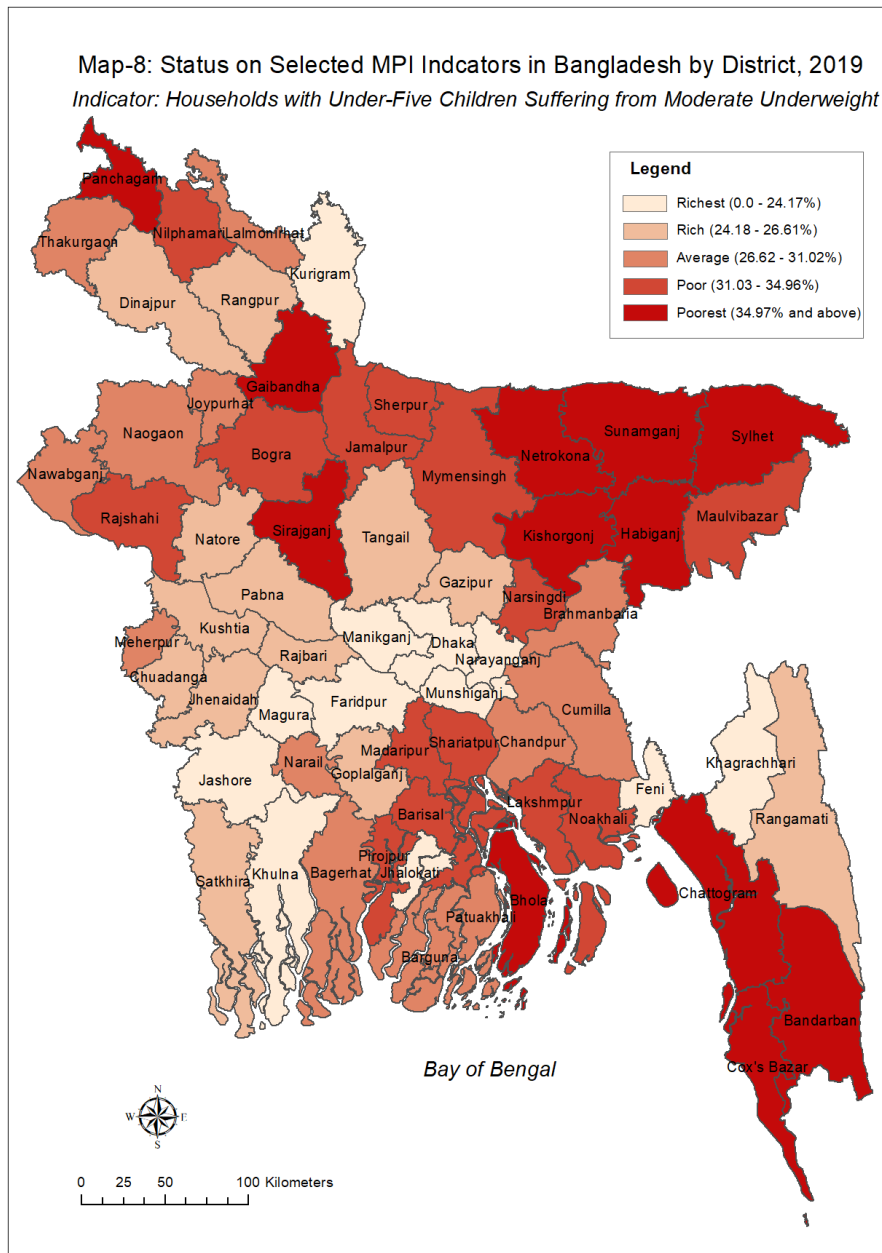 Map-8: Status on Selected MPI Indcators in Bangladesh by District, 2019
Indicator: Households with Under-Five Children Suffering from Moderate Underweight
Legend
Richest (0.0 - 24.17%)
Rich (24.18 - 26.61%)
Average (26.62 - 31.02%)
Poor (31.03 - 34.96%)
Poorest (34.97% and above)
Panchagam
Thakurgaon
Nilphamari
Lalmonirhat
Kurigram
Dinajpur
Rangpur
Gaibandha
Joypurhat
Naogaon
Sherpur
Bogra
Jamalpur
Mymensingh
Netrokona
Sunamganj
Sylhet
Nawabganj
Rajshahi
Natore
Sirajganj
Tangail
Kishorgonj
Habiganj
Maulvibazar
Pabna
Gazipur
Narsingdi
Brahmanbaria
Kushtia
Manikganj
Dhaka
Meherpur
Rajbari
Narayanganj
Chuadanga
Jhenaidah
Magura
Faridpur
Munshiganj
Cumilla
Madaripur
Shariatpur
Chandpur
Narail
Goplalganj
Jashore
Feni
Khagrachhari
Lakshmpur
Noakhali
Rangamati
Barisal
Pirojpur
Jhalokati
Khulna
Bagerhat
Satkhira
Bhola
Chattogram
Patuakhali
Barguna
Bandarban
Cox's Bazar
Bay of Bengal
N
W
E
S
0 25 50 100 Kilometers